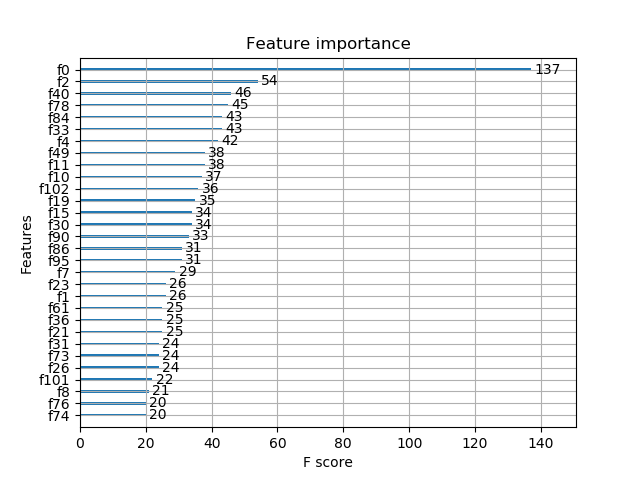 Feature importance
f0 137
f2 54
f40 46
f78 45
f84 43
f33 43
f4 42
f49 38
f11 38
f10 37
f102 36
f19 35
f15 34
f30 34
f90 33
f86 31
f95 31
f7 29
f23 26
f1 26
f61 25
f36 25
f21 25
f31 24
f73 24
f26 24
f101 22
f8 21
f76 20
f74 20
Features
0 20 40 60 80 100 120 140
F score